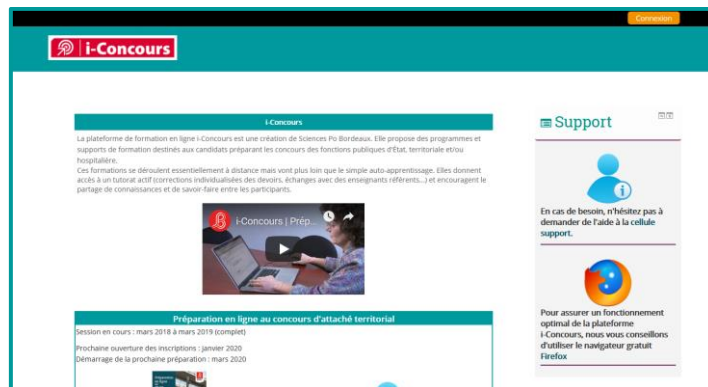 Connexion
i-Concours
i-Concours
La plateforme de formation en ligne i-Concours est une création de Sciences Po Bordeaux. Elle propose des programmes et
supports de formation destinés aux candidats préparant les concours des fonctions publiques d'État, territoriale et/ou
hospitalière.
Ces formations se déroulent essentiellement à distance mais vont plus loin que le simple auto-apprentissage. Elles donnent
accès à un tutorat actif (corrections individualisées des devoirs, échanges avec des enseignants référents...) et encouragent le
partage de connaissances et de savoir-faire entre les participants.
i-Concours | Prép...
Préparation en ligne au concours d'attaché territorial
Session en cours : mars 2018 à mars 2019 (complet)
Prochaine ouverture des inscriptions : janvier 2020
Démarrage de la prochaine préparation : mars 2020
Support
En cas de besoin, n'hésitez pas à
demander de l'aide à la cellule
support.
Pour assurer un fonctionnement
optimal de la plateforme
i-Concours, nous vous conseillons
d'utiliser le navigateur gratuit
Firefox